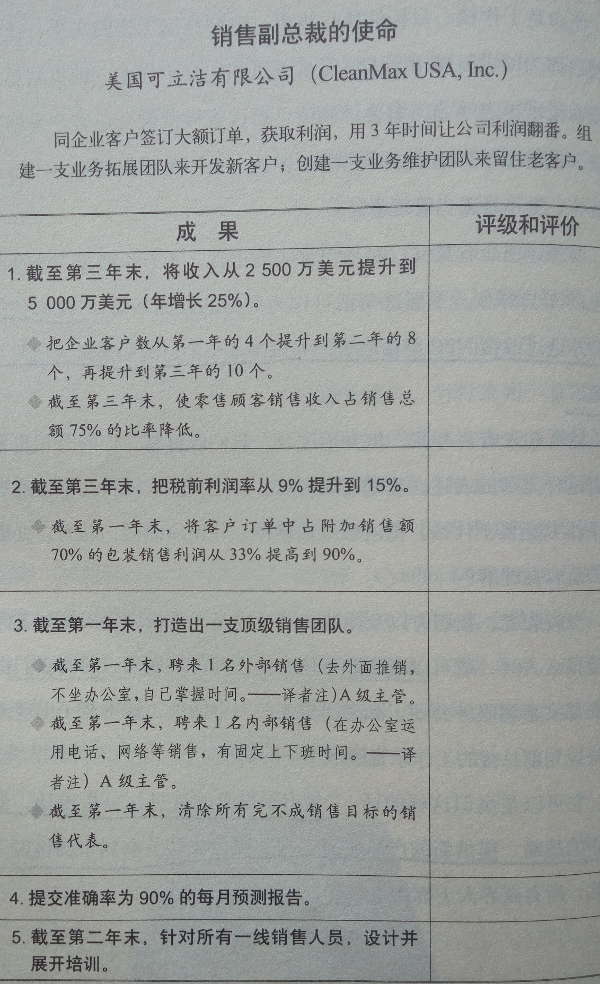 销售副总裁的使命
美国可立洁有限公司（CleanMax USA, Inc.）
同企业客户签订大额订单，获取利润，用 3 年时间让公司利润翻番。组
建一支业务拓展团队来开发新客户；创建一支业务维护团队来留住老客户。
成 果
评级和评价
1. 截至第三年末，将收入从 2 500 万美元提升到
5 000 万美元（年增长 25%）。
◆ 把企业客户数从第一年的 4 个提升到第二年的 8
个，再提升到第三年的 10 个。
◆ 截至第三年末，使零售顾客销售收入占销售总
额 75% 的比率降低。
2. 截至第三年末，把税前利润率从 9% 提升到 15%。
◆ 截至第一年末，将客户订单中占附加销售额
70% 的包装销售利润从 33% 提高到 90%。
3. 截至第一年末，打造出一支顶级销售团队。
◆ 截至第一年末，聘来 1 名外部销售（去外面推销，
不坐办公室，自己掌握时间。——译者注）A 级主管。
◆ 截至第一年末，聘来 1 名内部销售（在办公室运
用电话、网络等销售，有固定上下班时间。——译
者注）A 级主管。
◆ 截至第一年末，清除所有完不成销售目标的销
售代表。
4. 提交准确率为 90% 的每月预测报告。
5. 截至第二年末，针对所有一线销售人员，设计并
展开培训。